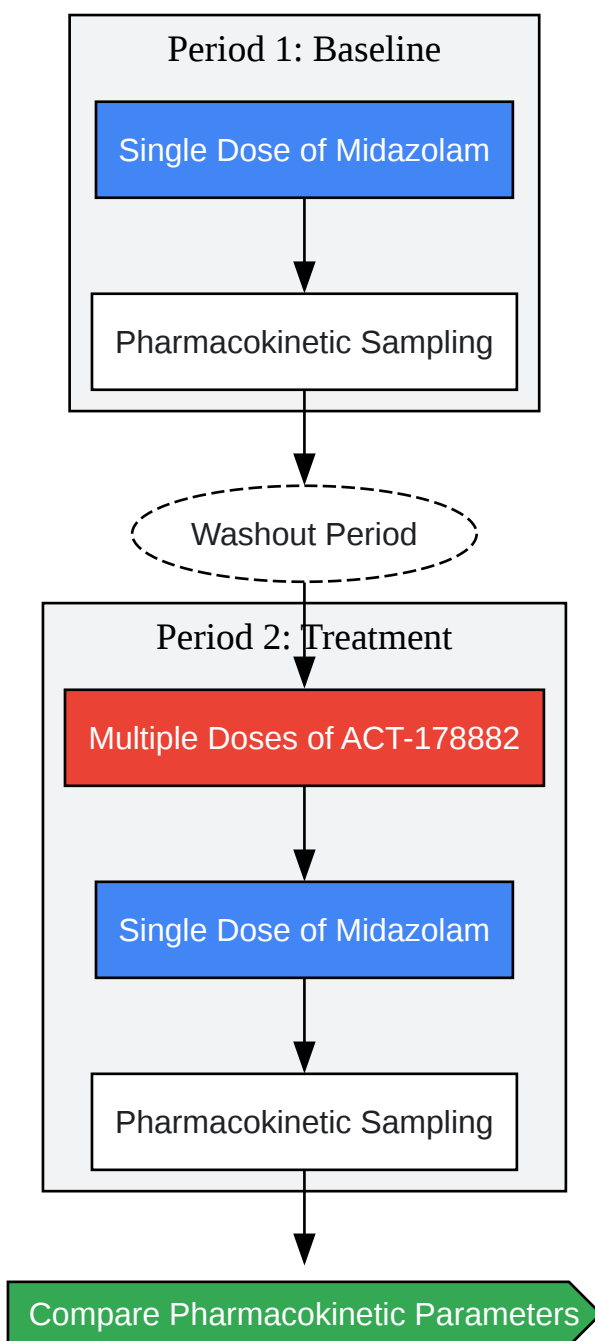 Period 1: Baseline
Single Dose of Midazolam
Pharmacokinetic Sampling
Washout Period
Period 2: Treatment
Multiple Doses of ACT-178882
Single Dose of Midazolam
Pharmacokinetic Sampling
Compare Pharmacokinetic Parameters